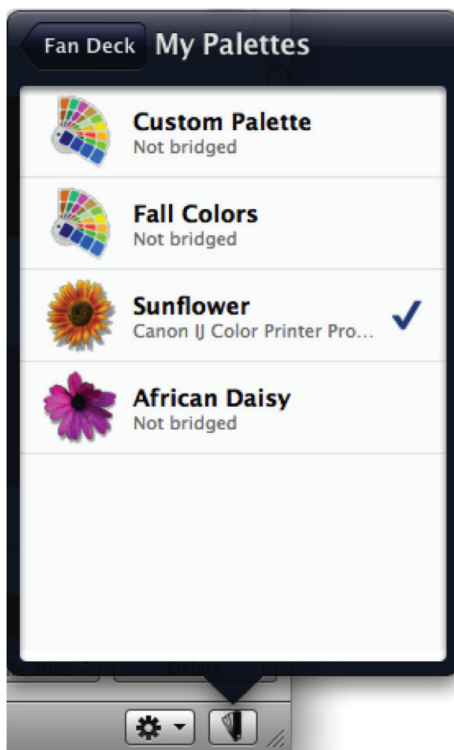 Fan Deck My Palettes
Custom Palette
Not bridged
Fall Colors
Not bridged
Sunflower
Canon IJ Color Printer Pro...
African Daisy
Not bridged